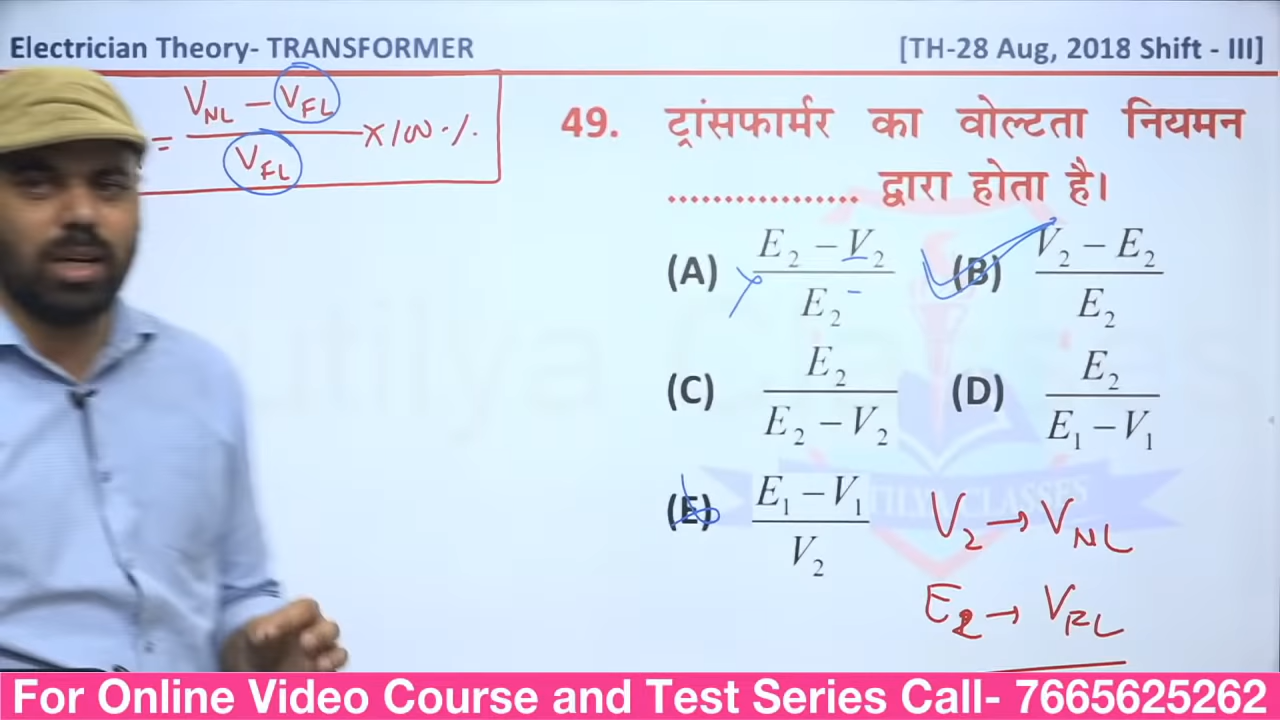 Electrician Theory- TRANSFORMER
[TH-28 Aug, 2018 Shift - III]
= (V_NL − V_FL) / V_FL × 100 %
49. ट्रांसफार्मर का वोल्टता नियमन
................. द्वारा होता है।
(A) (E₂ − V₂) / E₂ (B) (V₂ − E₂) / E₂
(C) E₂ / (E₂ − V₂) (D) E₂ / (E₁ − V₁)
(E) (E₁ − V₁) / V₂
V₂ → V_NL
E₂ → V_FL
For Online Video Course and Test Series Call- 7665625262